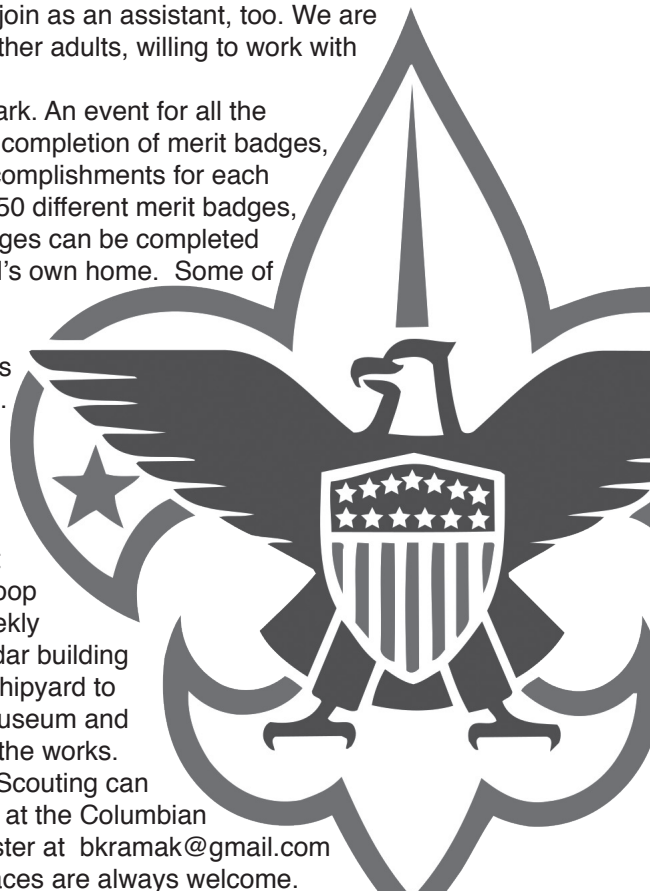 join as an assistant, too. We are
ther adults, willing to work with
ark. An event for all the
completion of merit badges,
complishments for each
50 different merit badges,
ges can be completed
l's own home. Some of
s
.
oop
ekly
dar building
hipyard to
useum and
the works.
Scouting can
at the Columbian
ster at bkramak@gmail.com
aces are always welcome.